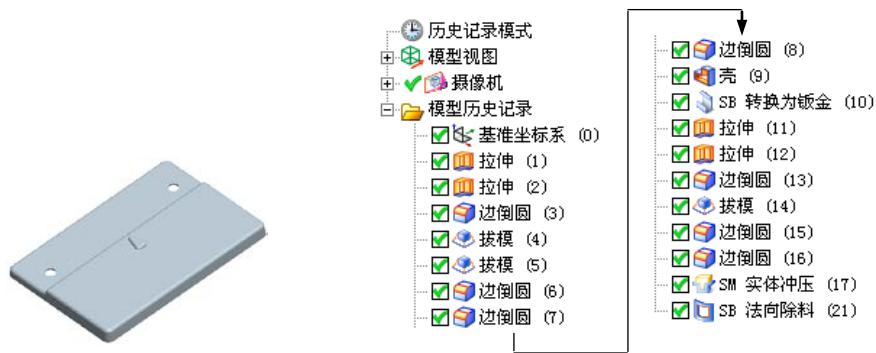 历史记录模式
模型视图
摄像机
模型历史记录
基准坐标系 (0)
拉伸 (1)
拉伸 (2)
边倒圆 (3)
拔模 (4)
拔模 (5)
边倒圆 (6)
边倒圆 (7)
边倒圆 (8)
壳 (9)
SB 转换为钣金 (10)
拉伸 (11)
拉伸 (12)
边倒圆 (13)
拔模 (14)
边倒圆 (15)
边倒圆 (16)
SM 实体冲压 (17)
SB 法向除料 (21)